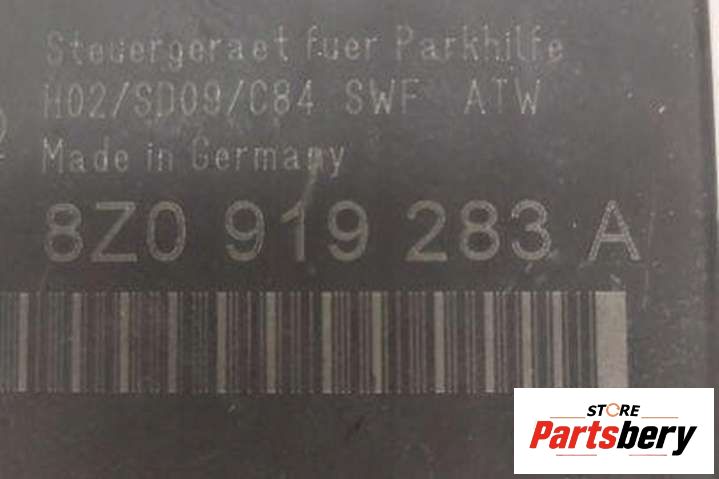 Steuergeraet fuer Parkhilfe
H02/SD09/C84 SWF ATW
Made in Germany
8Z0 919 283 A
STORE
Partsbery